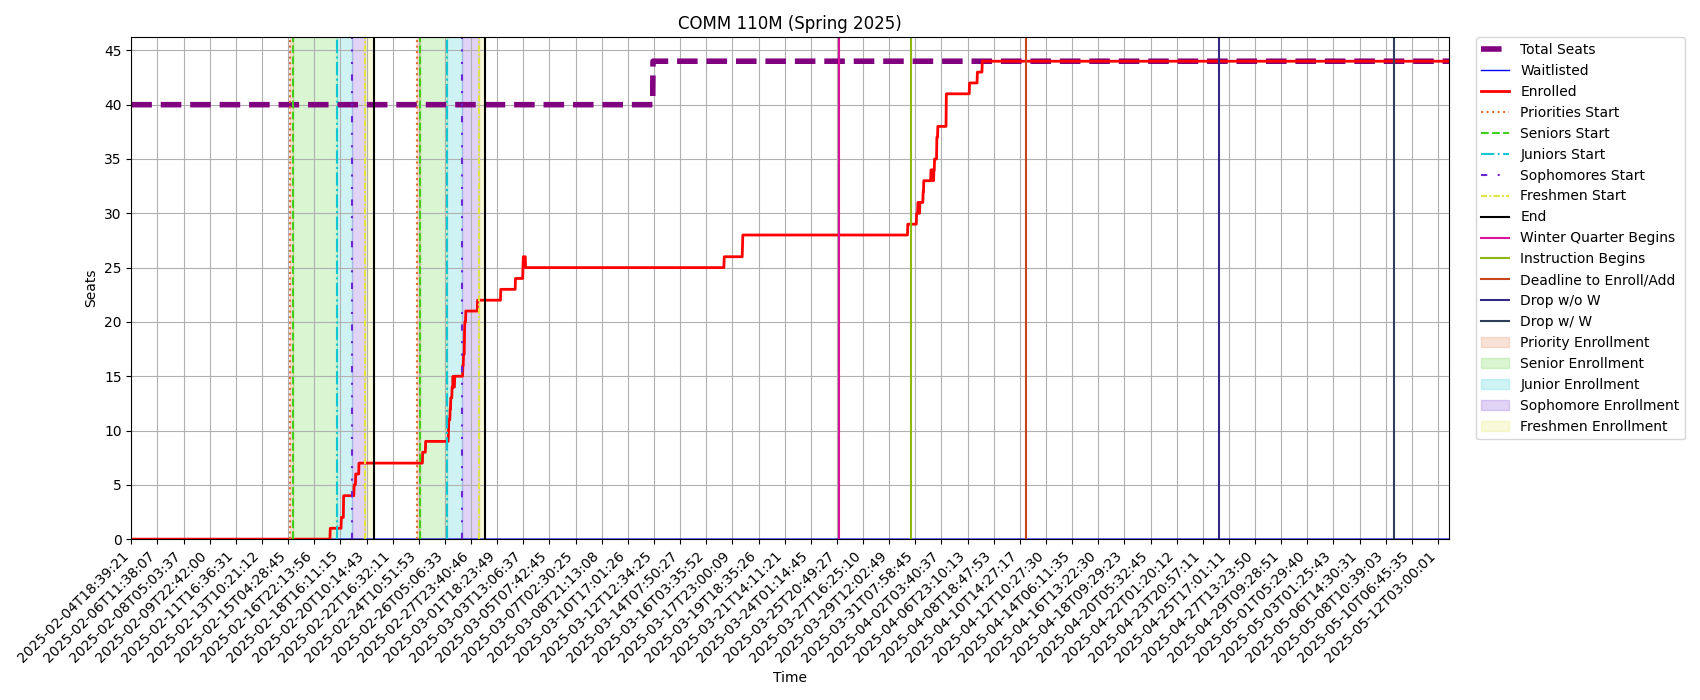 COMM 110M (Spring 2025)
Seats
45
40
35
30
25
20
15
10
5
0
2025-02-04T18:39:21
2025-02-06T11:38:07
2025-02-08T05:03:37
2025-02-09T22:42:00
2025-02-11T16:36:31
2025-02-13T10:21:12
2025-02-15T04:28:45
2025-02-16T22:13:56
2025-02-18T16:11:15
2025-02-20T10:14:43
2025-02-22T16:32:11
2025-02-24T10:51:53
2025-02-26T05:06:33
2025-02-27T23:40:46
2025-03-01T18:23:49
2025-03-03T13:06:37
2025-03-05T07:42:45
2025-03-07T02:30:25
2025-03-08T21:13:08
2025-03-10T17:01:26
2025-03-12T12:34:25
2025-03-14T07:50:27
2025-03-16T03:35:52
2025-03-17T23:00:09
2025-03-19T18:35:26
2025-03-21T14:11:21
2025-03-24T01:14:45
2025-03-25T20:49:27
2025-03-27T16:25:10
2025-03-29T12:02:49
2025-03-31T07:58:45
2025-04-02T03:40:37
2025-04-06T23:10:13
2025-04-08T18:47:53
2025-04-10T14:27:17
2025-04-12T10:27:30
2025-04-14T06:11:35
2025-04-16T13:22:30
2025-04-18T09:29:23
2025-04-20T05:32:45
2025-04-22T01:20:12
2025-04-23T20:57:11
2025-04-25T17:01:11
2025-04-27T13:23:50
2025-04-29T09:28:51
2025-05-01T05:29:40
2025-05-03T01:25:43
2025-05-06T14:30:31
2025-05-08T10:39:03
2025-05-10T06:45:35
2025-05-12T03:00:01
Time
Total Seats
Waitlisted
Enrolled
Priorities Start
Seniors Start
Juniors Start
Sophomores Start
Freshmen Start
End
Winter Quarter Begins
Instruction Begins
Deadline to Enroll/Add
Drop w/o W
Drop w/ W
Priority Enrollment
Senior Enrollment
Junior Enrollment
Sophomore Enrollment
Freshmen Enrollment